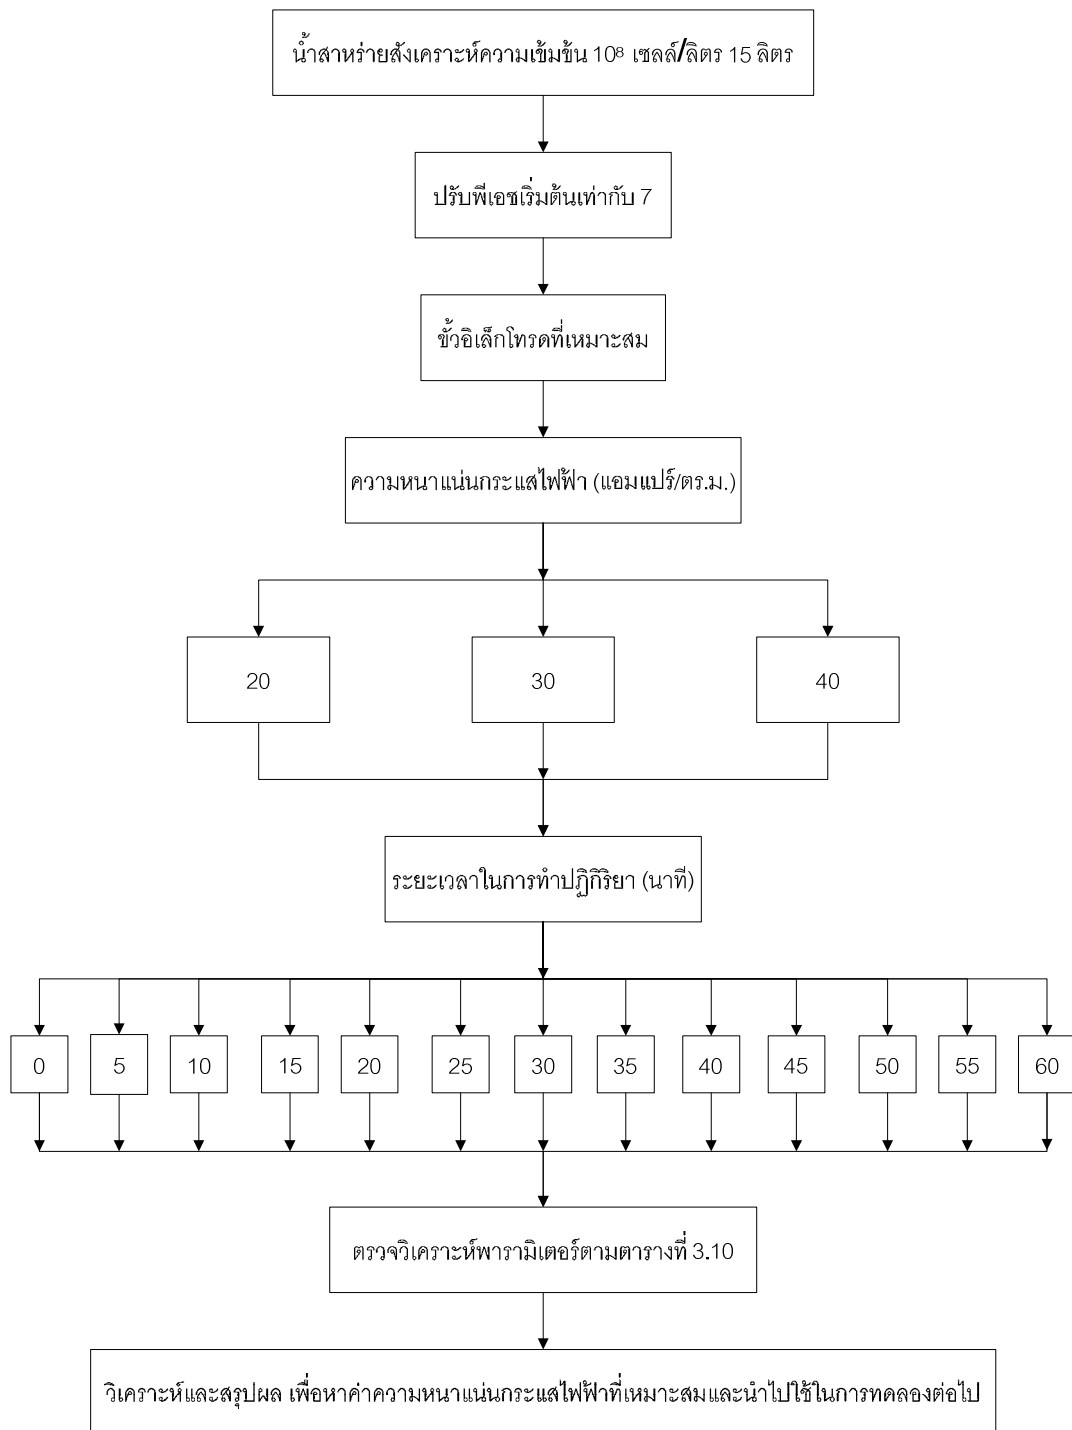 น้ำสาหร่ายสังเคราะห์ความเข้มข้น 10⁸ เซลล์/ลิตร 15 ลิตร
ปรับพีเอชเริ่มต้นเท่ากับ 7
ขั้วอิเล็กโทรดที่เหมาะสม
ความหนาแน่นกระแสไฟฟ้า (แอมแปร์/ตร.ม.)
20 30 40
ระยะเวลาในการทำปฏิกิริยา (นาที)
0 5 10 15 20 25 30 35 40 45 50 55 60
ตรวจวิเคราะห์พารามิเตอร์ตามตารางที่ 3.10
วิเคราะห์และสรุปผล เพื่อหาค่าความหนาแน่นกระแสไฟฟ้าที่เหมาะสมและนำไปใช้ในการทดลองต่อไป